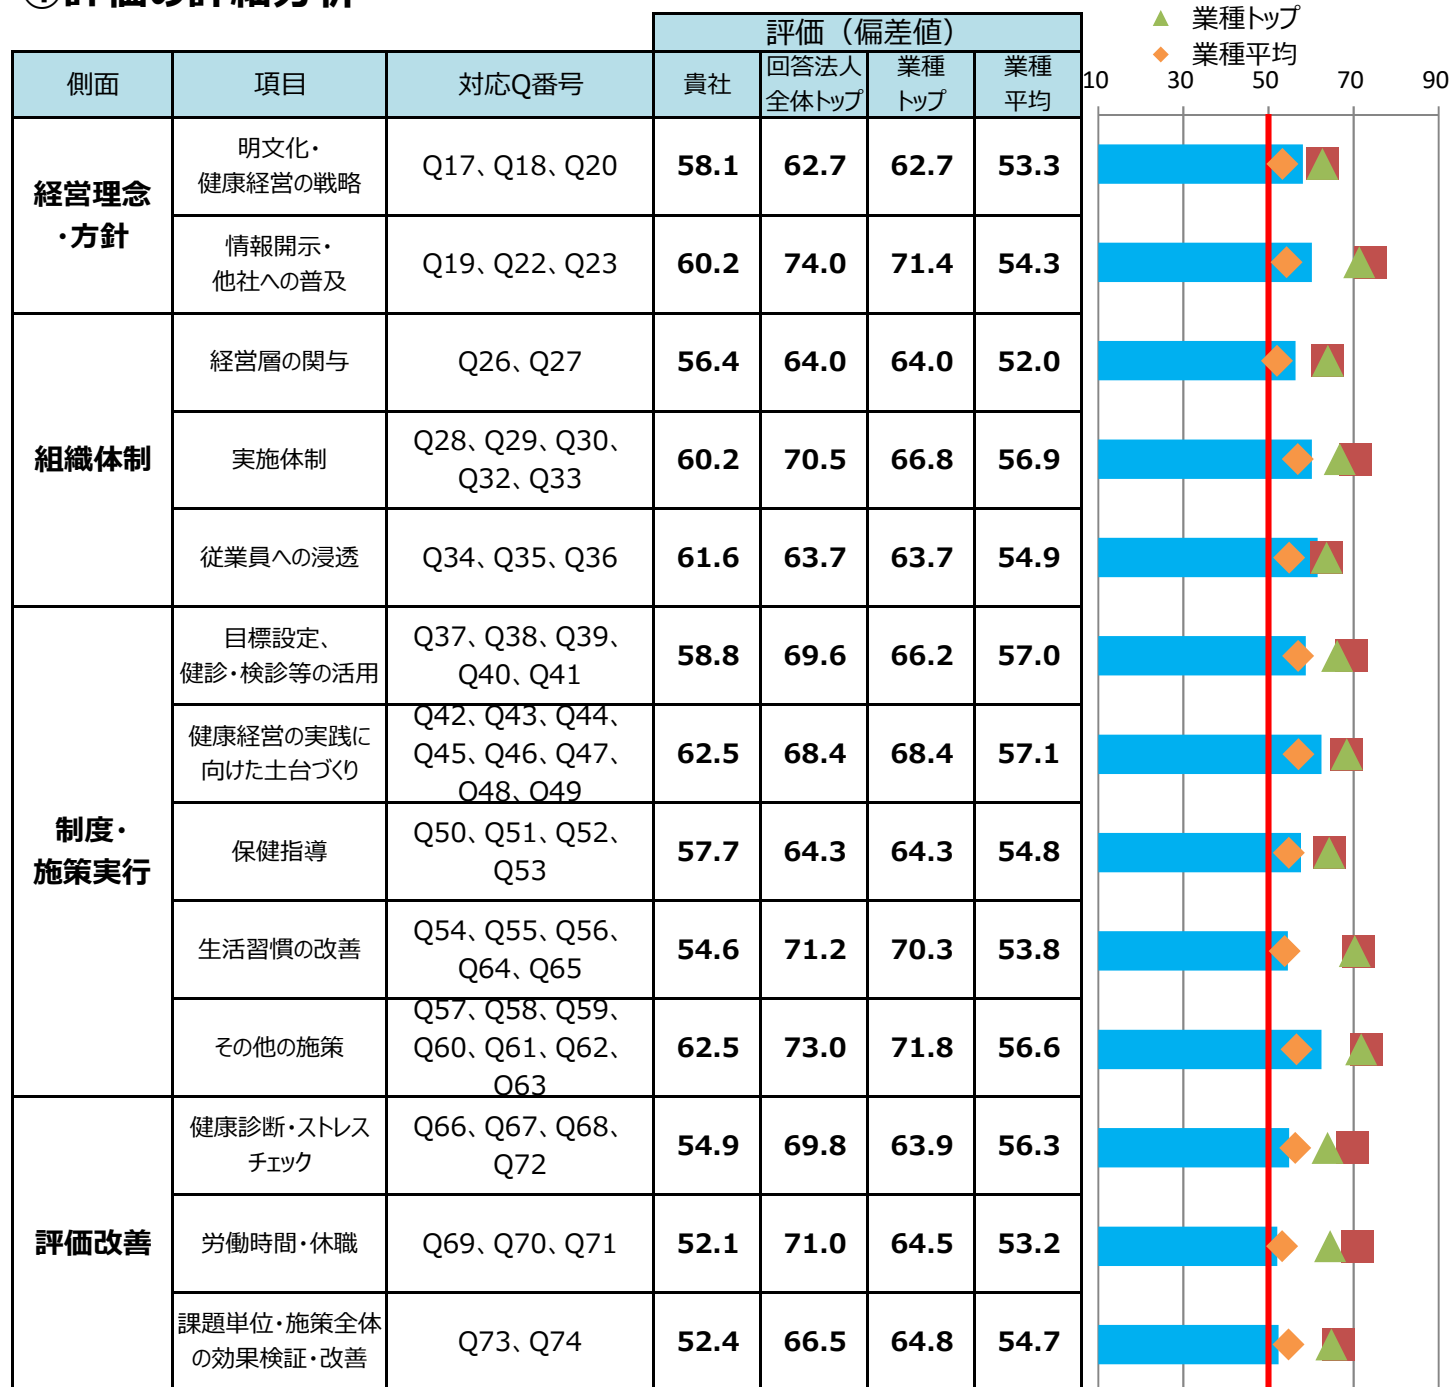 ④評価の詳細分析
▲ 業種トップ
◆ 業種平均
10 30 50 70 90
評価（偏差値）
側面 項目 対応Q番号 貴社 回答法人全体トップ 業種トップ 業種平均
経営理念
・方針
明文化・
健康経営の戦略
Q17、Q18、Q20
58.1 62.7 62.7 53.3
情報開示・
他社への普及
Q19、Q22、Q23
60.2 74.0 71.4 54.3
組織体制
経営層の関与
Q26、Q27
56.4 64.0 64.0 52.0
実施体制
Q28、Q29、Q30、
Q32、Q33
60.2 70.5 66.8 56.9
従業員への浸透
Q34、Q35、Q36
61.6 63.7 63.7 54.9
制度・
施策実行
目標設定、
健診・検診等の活用
Q37、Q38、Q39、
Q40、Q41
58.8 69.6 66.2 57.0
健康経営の実践に
向けた土台づくり
Q42、Q43、Q44、
Q45、Q46、Q47、
Q48、Q49
62.5 68.4 68.4 57.1
保健指導
Q50、Q51、Q52、
Q53
57.7 64.3 64.3 54.8
生活習慣の改善
Q54、Q55、Q56、
Q64、Q65
54.6 71.2 70.3 53.8
その他の施策
Q57、Q58、Q59、
Q60、Q61、Q62、
Q63
62.5 73.0 71.8 56.6
評価改善
健康診断・ストレス
チェック
Q66、Q67、Q68、
Q72
54.9 69.8 63.9 56.3
労働時間・休職
Q69、Q70、Q71
52.1 71.0 64.5 53.2
課題単位・施策全体
の効果検証・改善
Q73、Q74
52.4 66.5 64.8 54.7